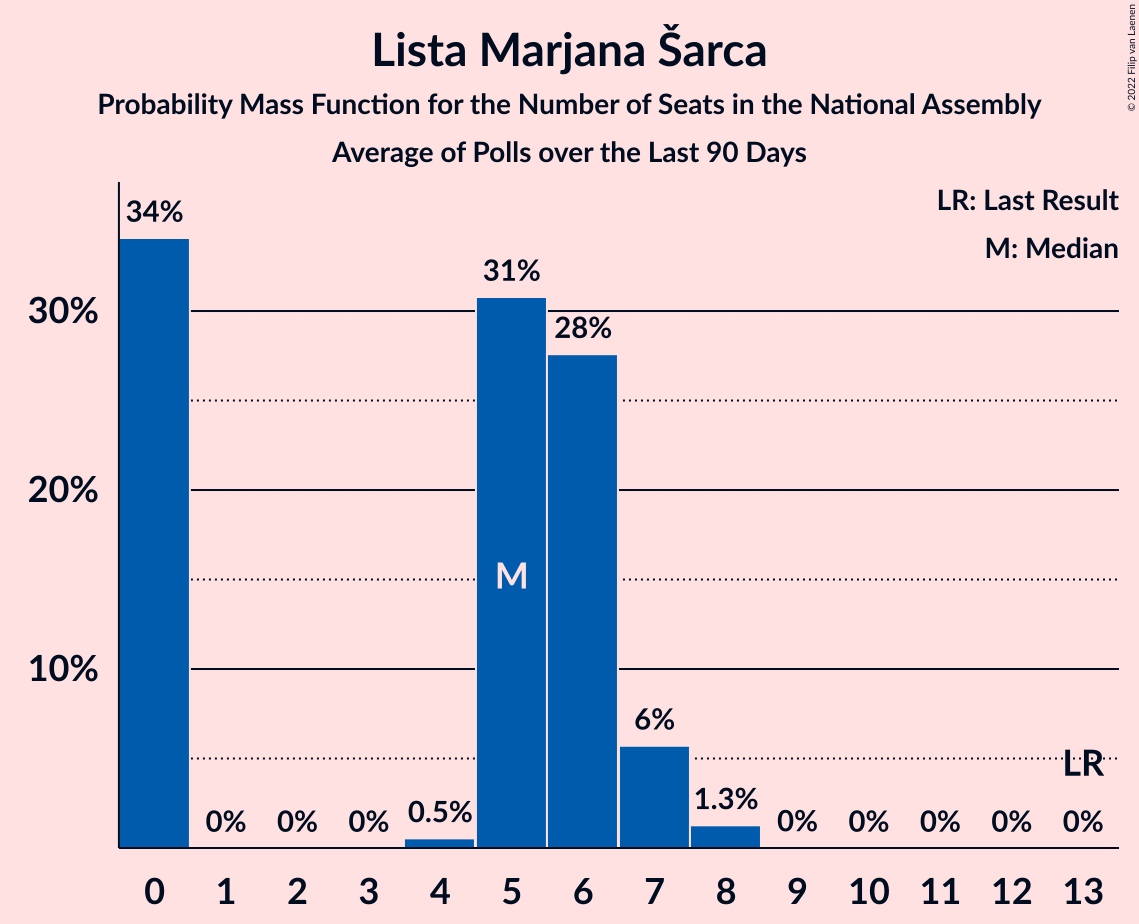 Lista Marjana Šarca
Probability Mass Function for the Number of Seats in the National Assembly
Average of Polls over the Last 90 Days
© 2022 Filip van Laenen
LR: Last Result
M: Median
34%
31%
30%
28%
20%
M
10%
6%
LR
1.3%
0.5%
0% 0% 0% 0% 0% 0% 0% 0%
0 1 2 3 4 5 6 7 8 9 10 11 12 13